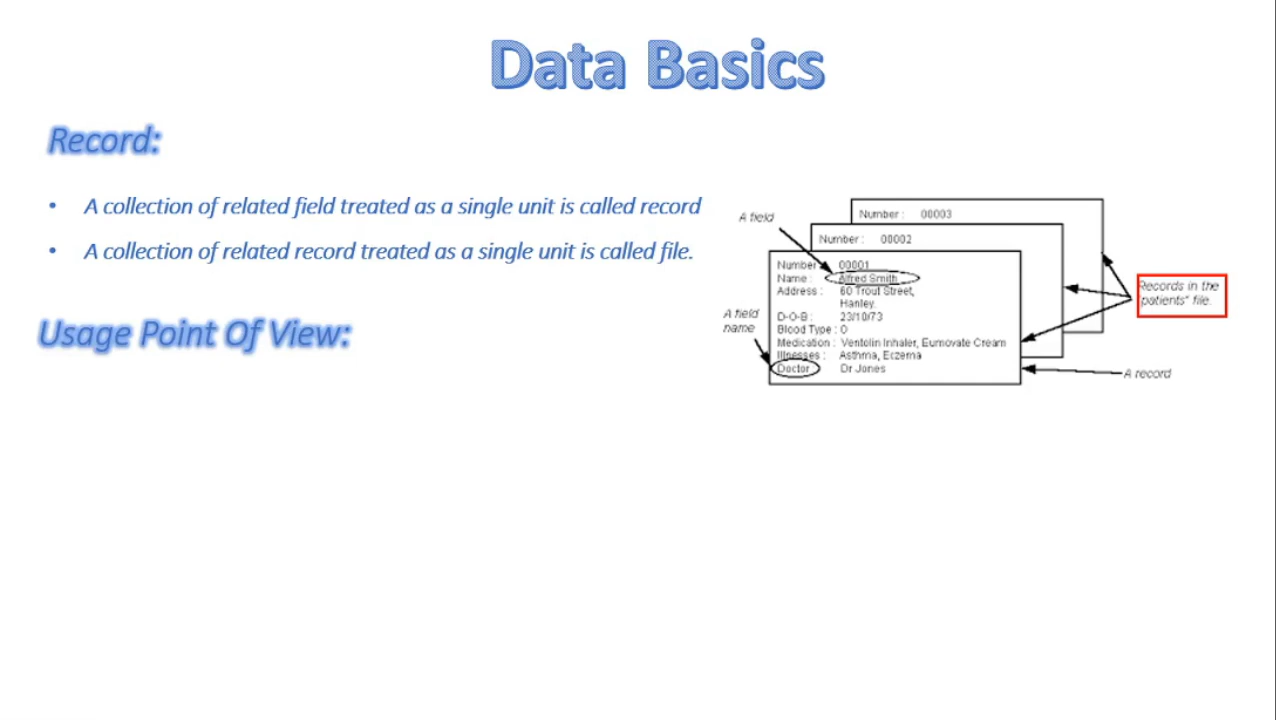 Data Basics
Record:
• A collection of related field treated as a single unit is called record
• A collection of related record treated as a single unit is called file.
Usage Point Of View:
A field
A field
name
Number : 00003
Number : 00002
Number : 00001
Name : Alfred Smith
Address : 60 Trout Street,
Hanley.
D-O-B : 23/10/73
Blood Type : O
Medication : Ventolin Inhaler, Eumovate Cream
Illnesses : Asthma, Eczema
Doctor Dr Jones
Records in the
"patients" file.
A record